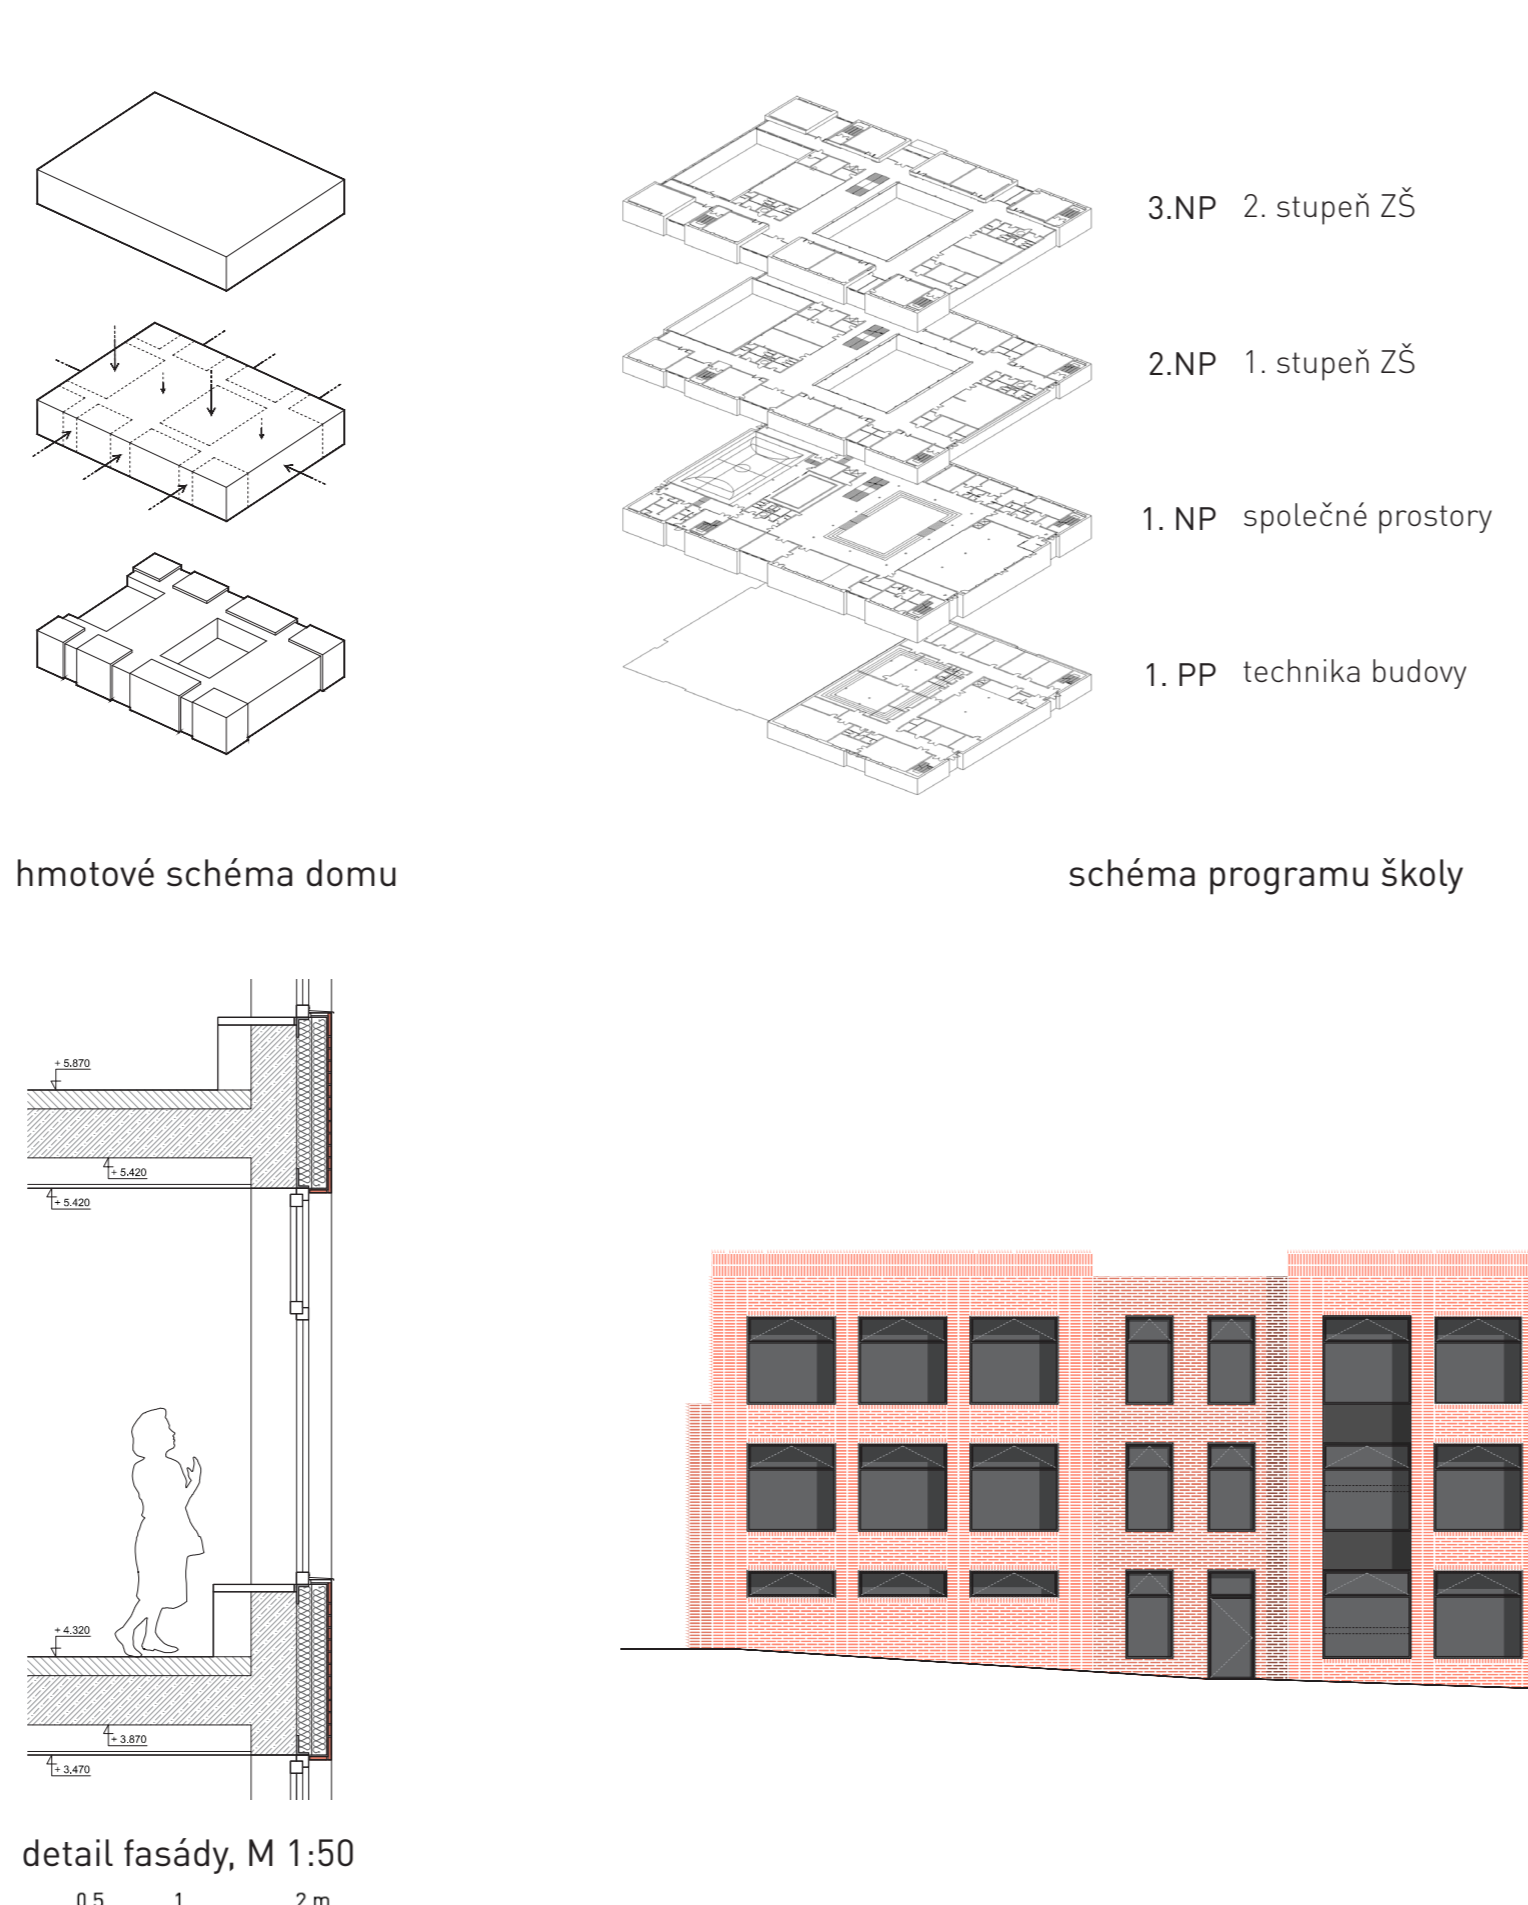 3.NP 2. stupeň ZŠ
2.NP 1. stupeň ZŠ
1. NP společné prostory
1. PP technika budovy
hmotové schéma domu
schéma programu školy
+ 5.870
+ 5.420
+ 5.420
+ 4.320
+ 3.870
+ 3.470
detail fasády, M 1:50
0.5 1 2 m